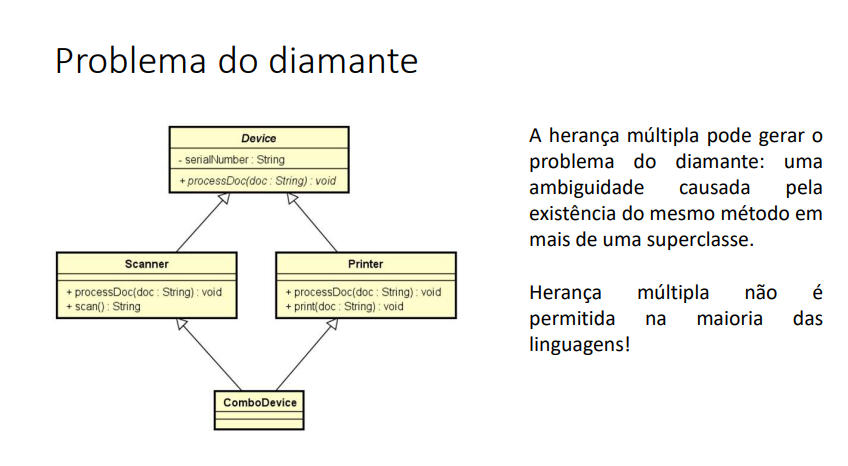 Problema do diamante
Device
- serialNumber : String
+ processDoc(doc : String) : void
Scanner
+ processDoc(doc : String) : void
+ scan() : String
Printer
+ processDoc(doc : String) : void
+ print(doc : String) : void
ComboDevice
A herança múltipla pode gerar o
problema do diamante: uma
ambiguidade causada pela
existência do mesmo método em
mais de uma superclasse.
Herança múltipla não é
permitida na maioria das
linguagens!